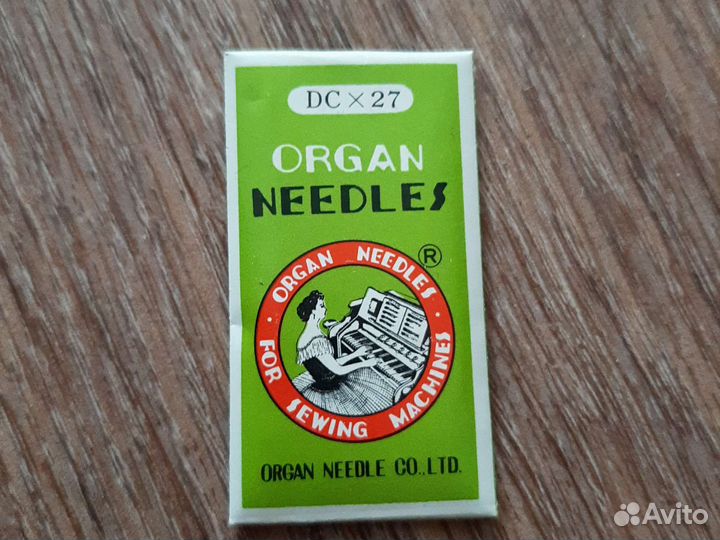 DC × 27
ORGAN
NEEDLES
®
· ORGAN NEEDLES ·
FOR SEWING MACHINES
ORGAN NEEDLE CO.,LTD.
Avito